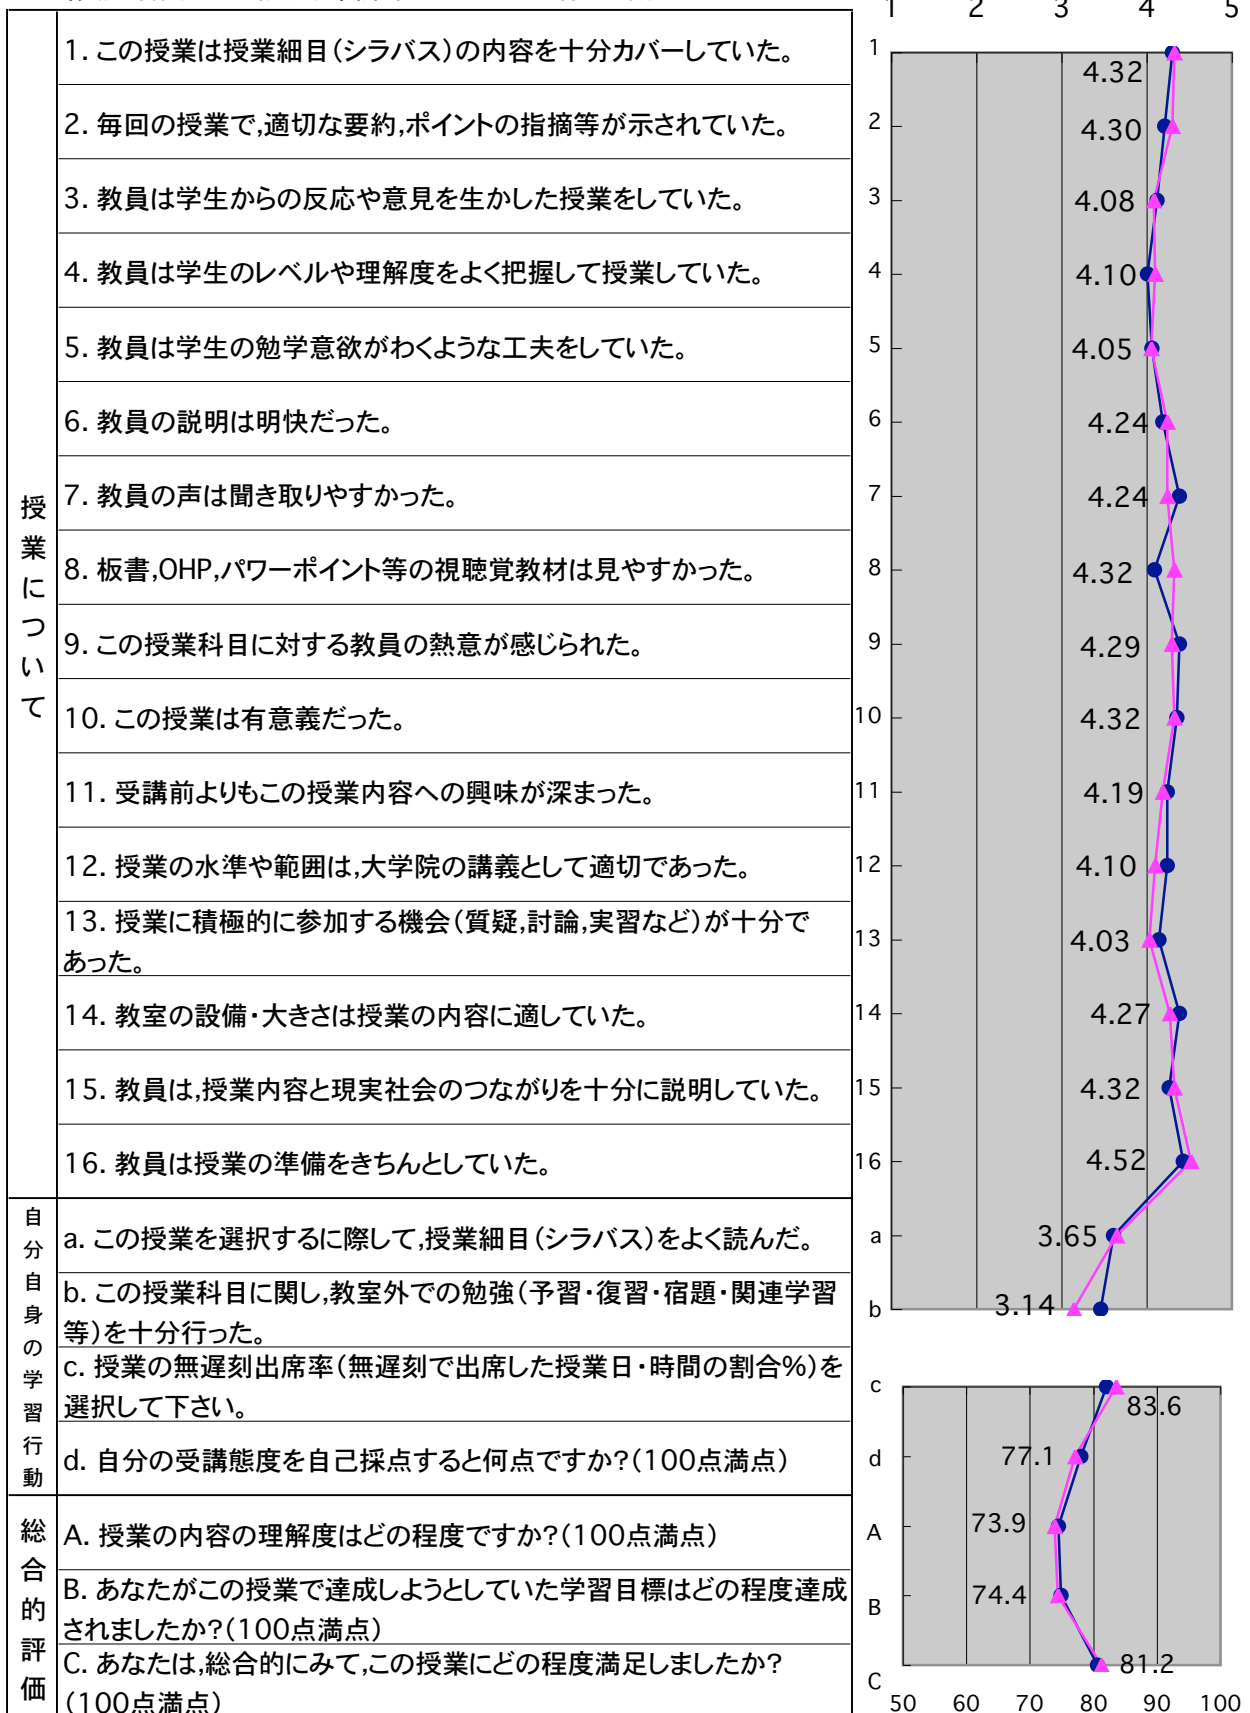 1 2 3 4 5
授業について
1. この授業は授業細目(シラバス)の内容を十分カバーしていた。
2. 毎回の授業で,適切な要約,ポイントの指摘等が示されていた。
3. 教員は学生からの反応や意見を生かした授業をしていた。
4. 教員は学生のレベルや理解度をよく把握して授業していた。
5. 教員は学生の勉学意欲がわくような工夫をしていた。
6. 教員の説明は明快だった。
7. 教員の声は聞き取りやすかった。
8. 板書,OHP,パワーポイント等の視聴覚教材は見やすかった。
9. この授業科目に対する教員の熱意が感じられた。
10. この授業は有意義だった。
11. 受講前よりもこの授業内容への興味が深まった。
12. 授業の水準や範囲は,大学院の講義として適切であった。
13. 授業に積極的に参加する機会(質疑,討論,実習など)が十分で
あった。
14. 教室の設備・大きさは授業の内容に適していた。
15. 教員は,授業内容と現実社会のつながりを十分に説明していた。
16. 教員は授業の準備をきちんとしていた。
自分自身の学習行動
a. この授業を選択するに際して,授業細目(シラバス)をよく読んだ。
b. この授業科目に関し,教室外での勉強(予習・復習・宿題・関連学習
等)を十分行った。
c. 授業の無遅刻出席率(無遅刻で出席した授業日・時間の割合%)を
選択して下さい。
d. 自分の受講態度を自己採点すると何点ですか?(100点満点)
総合的評価
A. 授業の内容の理解度はどの程度ですか?(100点満点)
B. あなたがこの授業で達成しようとしていた学習目標はどの程度達成
されましたか?(100点満点)
C. あなたは,総合的にみて,この授業にどの程度満足しましたか?
(100点満点)
1 4.32
2 4.30
3 4.08
4 4.10
5 4.05
6 4.24
7 4.24
8 4.32
9 4.29
10 4.32
11 4.19
12 4.10
13 4.03
14 4.27
15 4.32
16 4.52
a 3.65
b 3.14
c 83.6
d 77.1
A 73.9
B 74.4
C 81.2
50 60 70 80 90 100